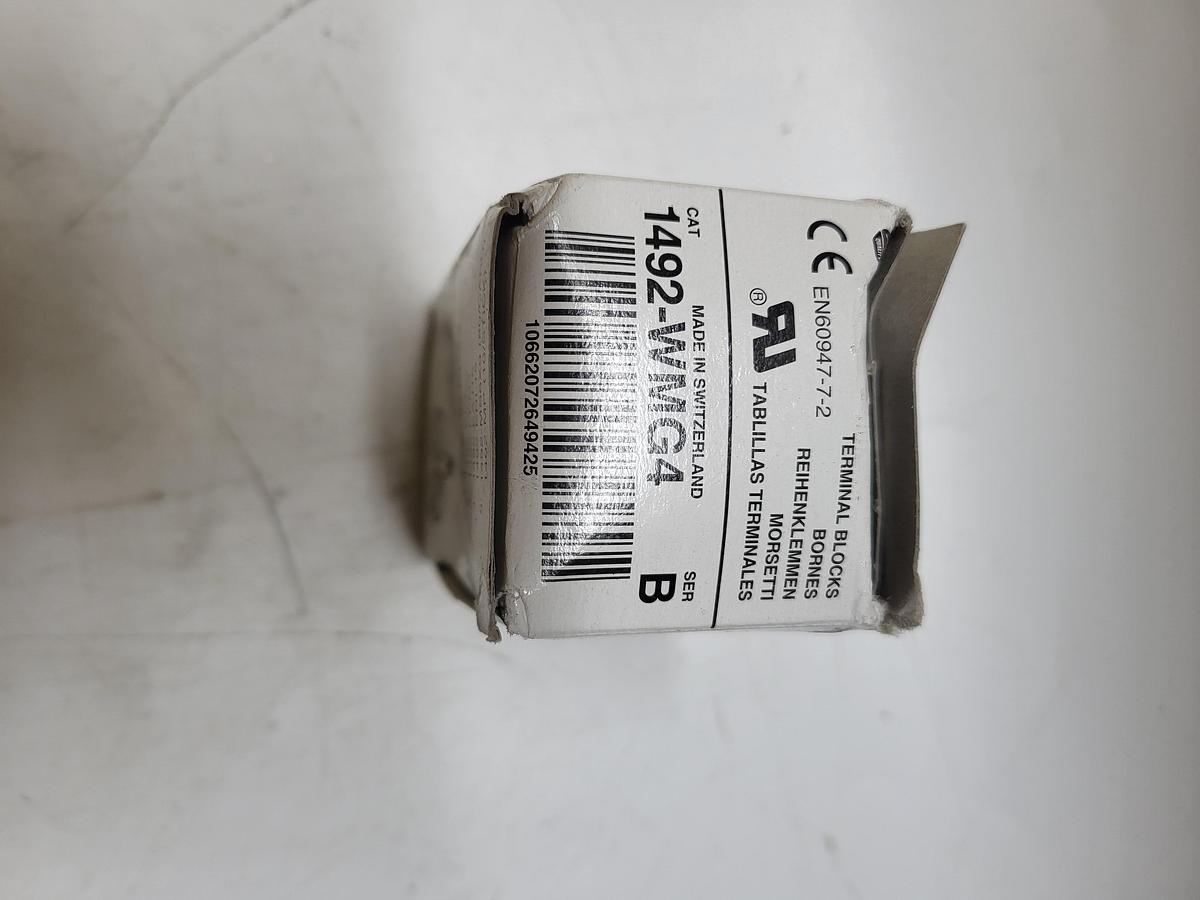 TERMINAL BLOCKS
CE EN60947-7-2
BORNES
REIHENKLEMMEN
MORSETTI
® TABLILLAS TERMINALES
CAT MADE IN SWITZERLAND SER
1492-WMG4 B
10662072649425